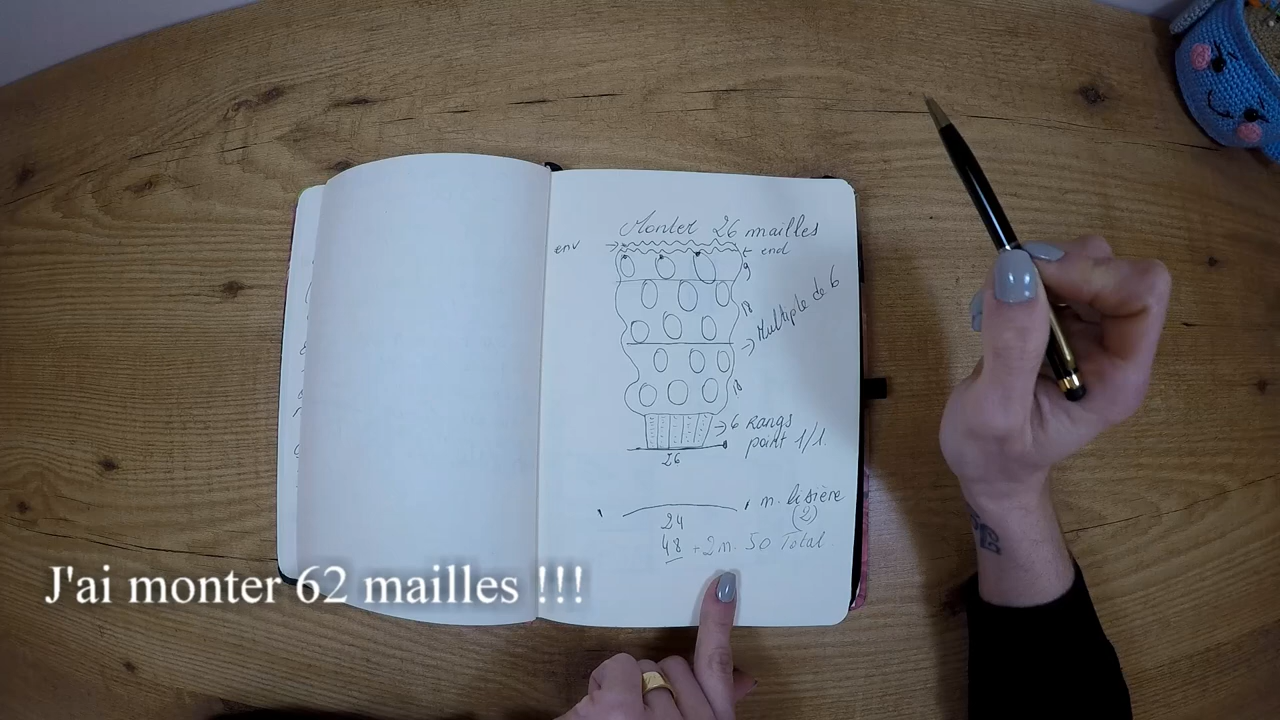 Monter 26 mailles
env → ← end
9
18
→ Multiple de 6
18
→ 6 Rangs
point 1/1.
26
m. lisière
24 (2)
48 + 2 m. 50 Total
J'ai monter 62 mailles !!!